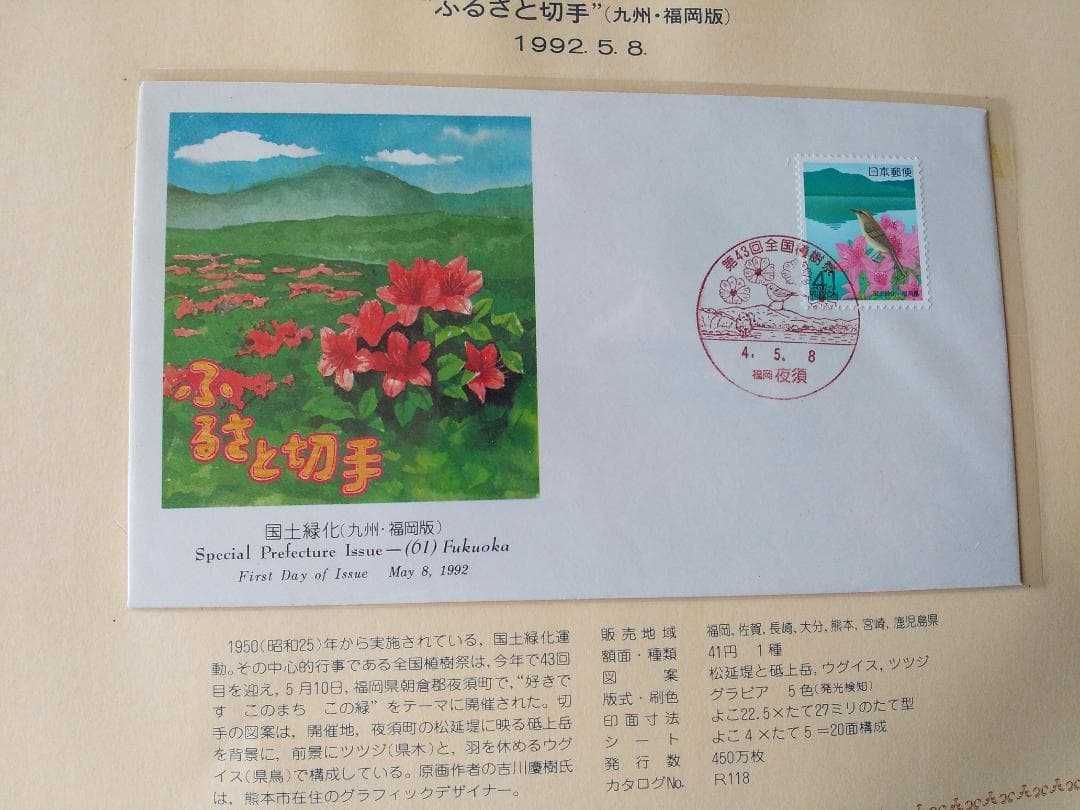 “ふるさと切手”(九州・福岡版)
1992. 5. 8.
日本郵便
41
国土緑化・福岡県
第43回全国植樹祭
4. 5. 8
福岡 夜須
ふ
るさと切手
国土緑化(九州・福岡版)
Special Prefecture Issue—(61) Fukuoka
First Day of Issue May 8, 1992
1950(昭和25)年から実施されている，国土緑化運
動。その中心的行事である全国植樹祭は，今年で43回
目を迎え，5月10日，福岡県朝倉郡夜須町で，“好きで
す このまち この緑”をテーマに開催された。切
手の図案は，開催地，夜須町の松延堤に映る砥上岳
を背景に，前景にツツジ(県木)と，羽を休めるウグ
イス(県鳥)で構成している。原画作者の吉川慶樹氏
は，熊本市在住のグラフィックデザイナー。
販売地域 福岡，佐賀，長崎，大分，熊本，宮崎，鹿児島県
額面・種類 41円 1種
図案 松延堤と砥上岳，ウグイス，ツツジ
版式・刷色 グラビア 5色(発光検知)
印面寸法 よこ22.5×たて27ミリのたて型
シート よこ4×たて5＝20面構成
発行数 450万枚
カタログNo. R118